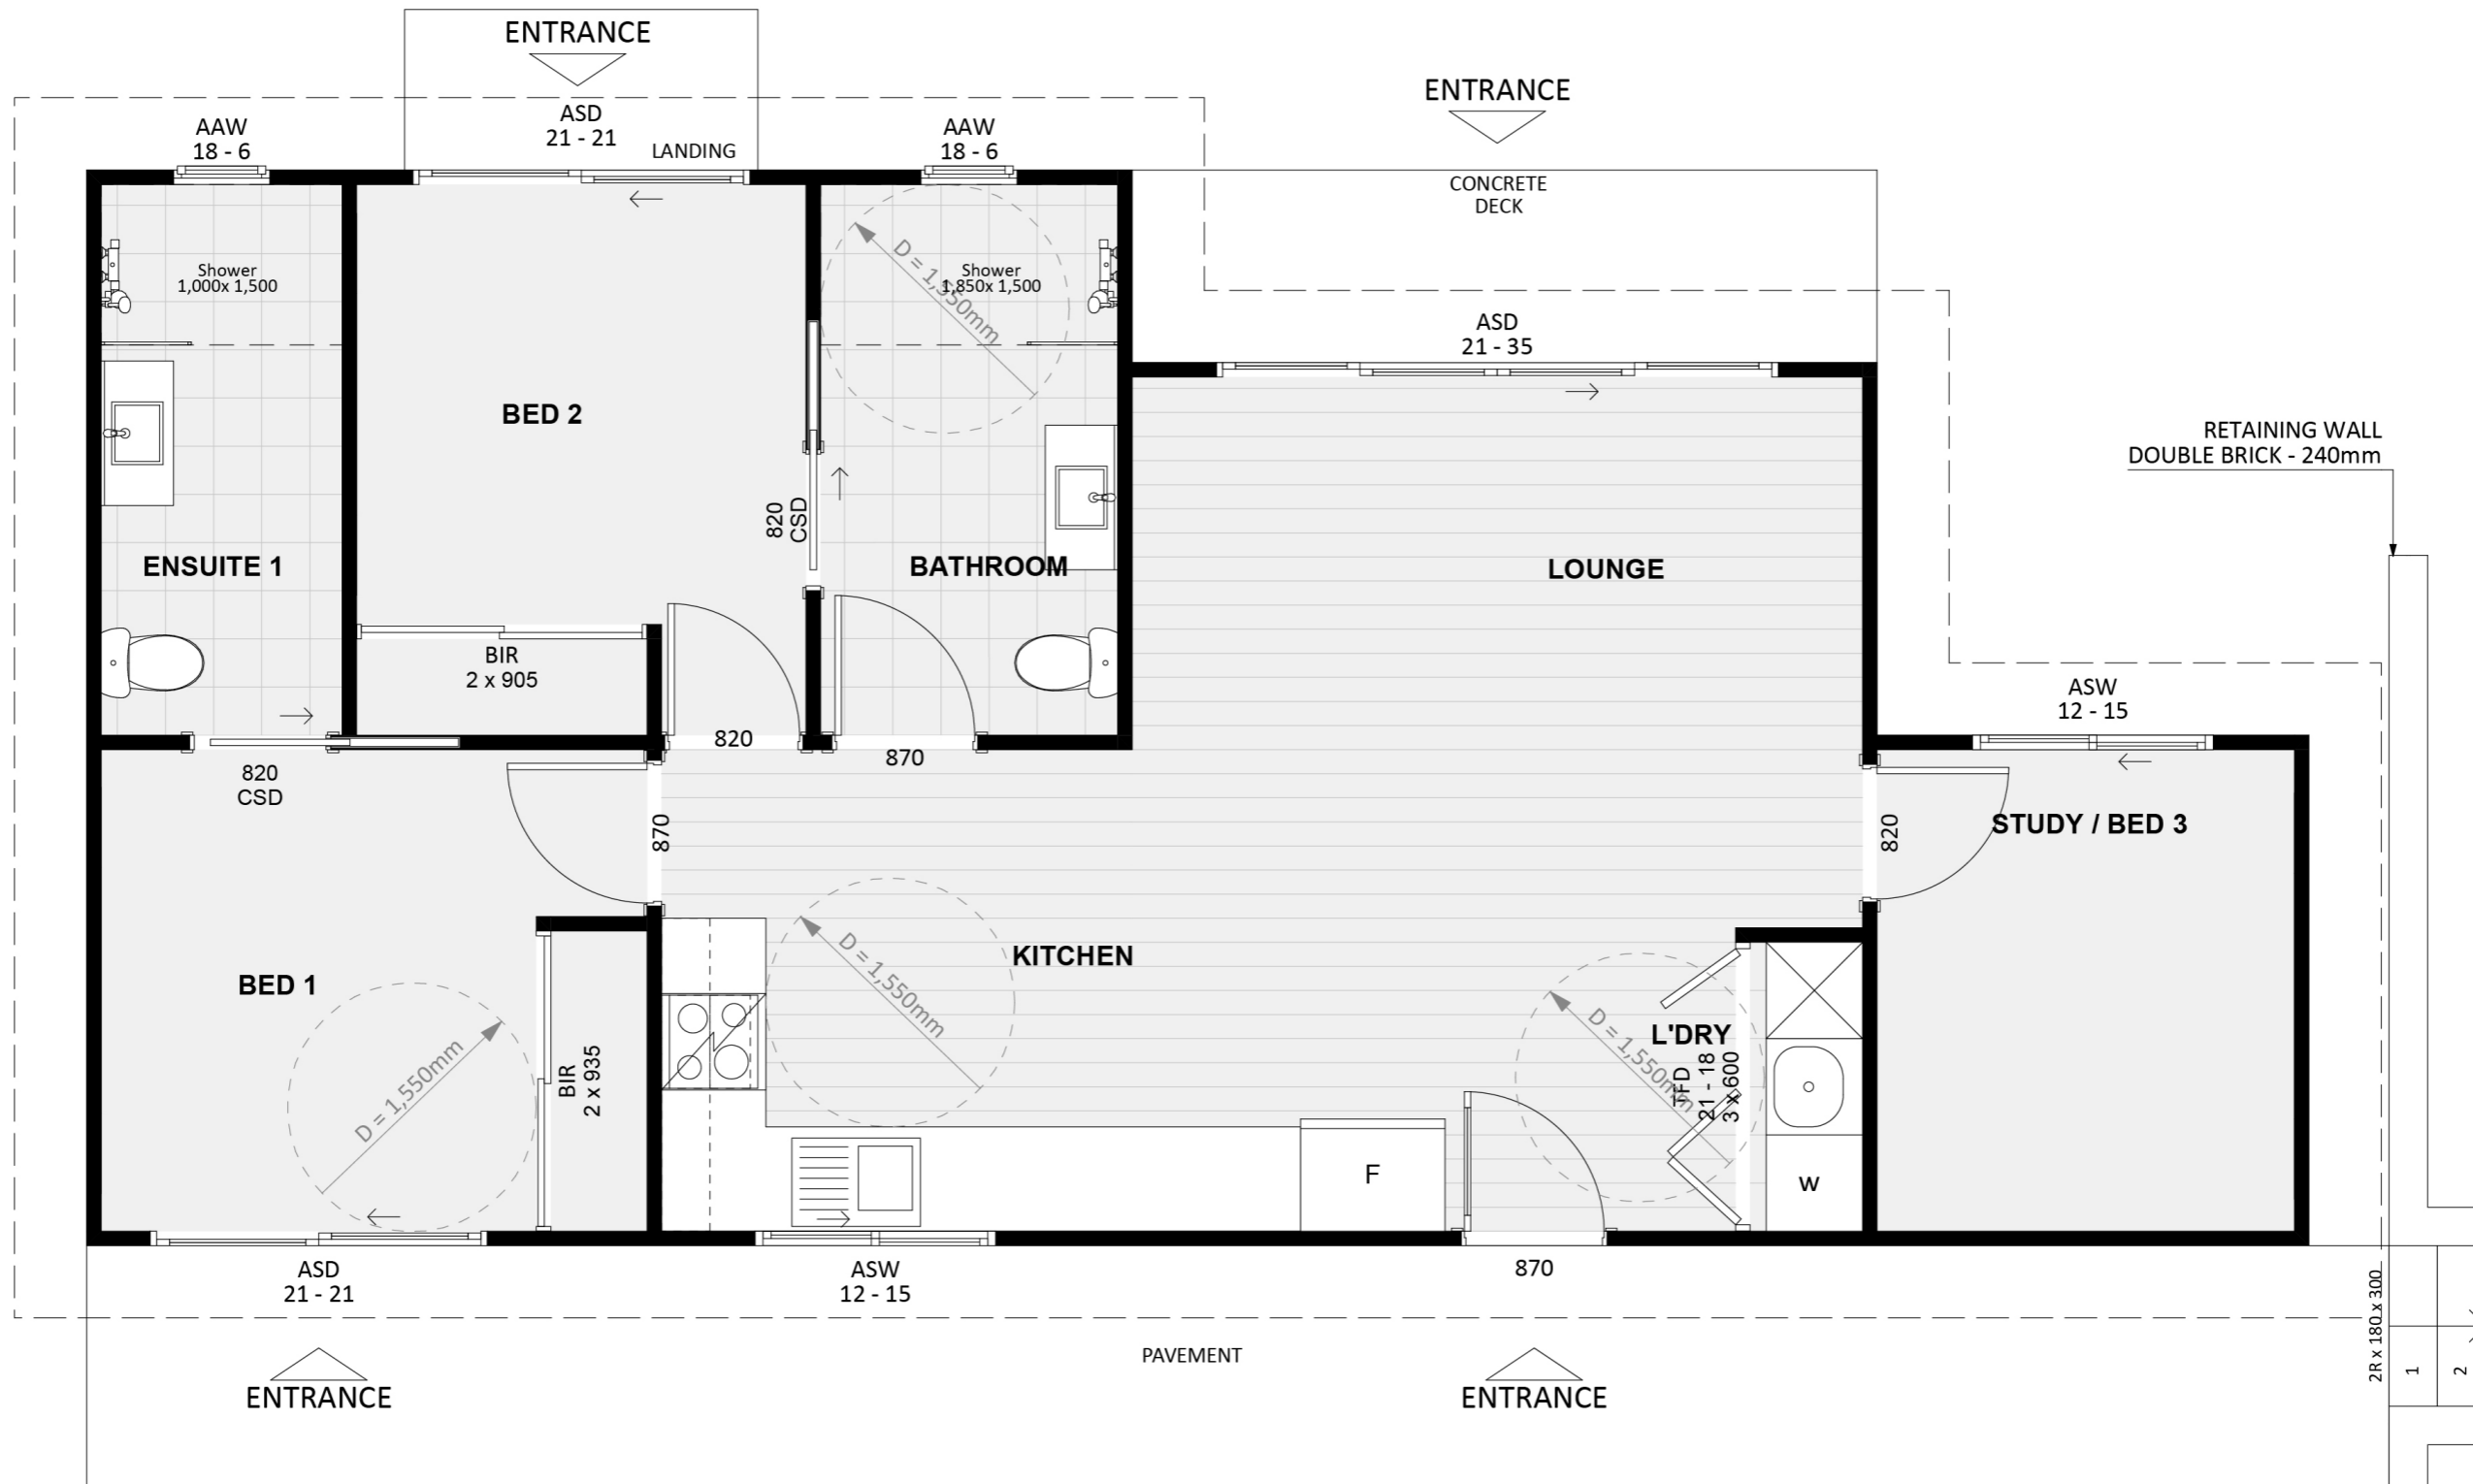 ENTRANCE
ENTRANCE
AAW
18 - 6
ASD
21 - 21
LANDING
AAW
18 - 6
CONCRETE
DECK
Shower
1,000x 1,500
D = 1,550mm
Shower
1,850x 1,500
ASD
21 - 35
BED 2
RETAINING WALL
DOUBLE BRICK - 240mm
820
CSD
ENSUITE 1
BATHROOM
LOUNGE
BIR
2 x 905
ASW
12 - 15
820
870
820
CSD
870
820
STUDY / BED 3
KITCHEN
D = 1,550mm
BED 1
D = 1,550mm
BIR
2 x 935
L'DRY
D = 1,550mm
TFD
21 - 18
3 x 600
F
w
ASD
21 - 21
ASW
12 - 15
870
2R x 180 x 300
1
2
PAVEMENT
ENTRANCE
ENTRANCE